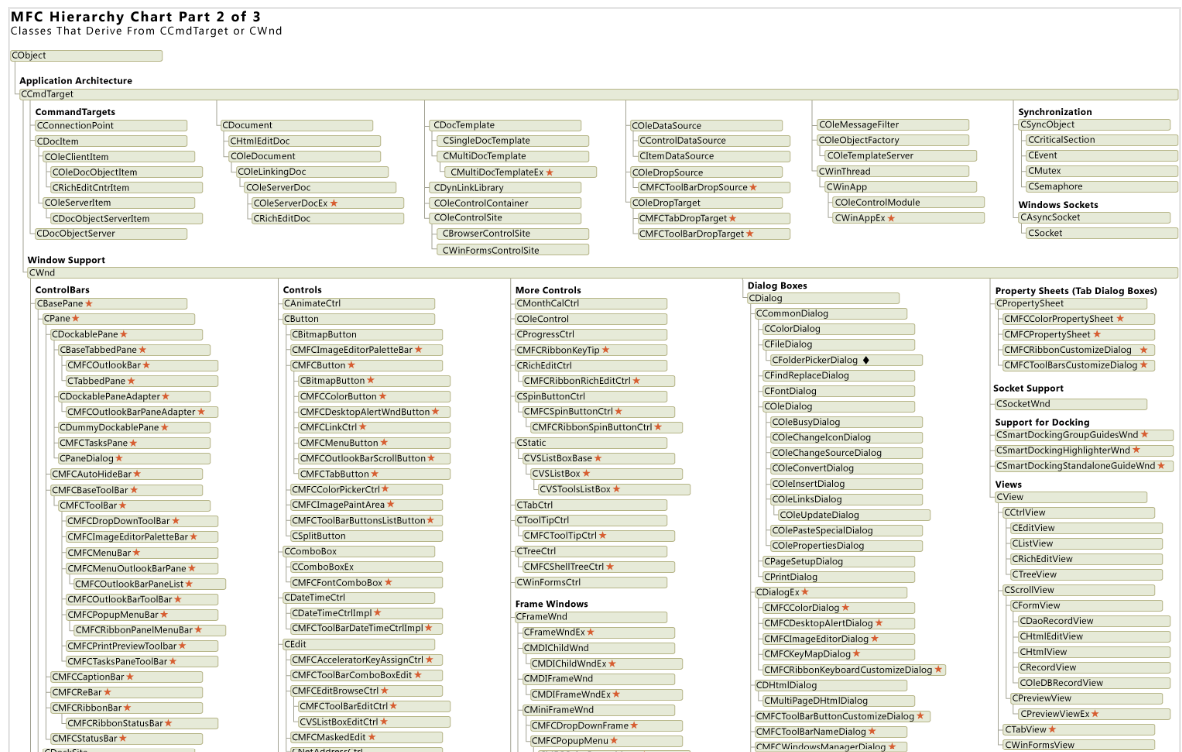 MFC Hierarchy Chart Part 2 of 3
Classes That Derive From CCmdTarget or CWnd
CObject
Application Architecture
CCmdTarget
CommandTargets
CConnectionPoint
CDocItem
COleClientItem
COleDocObjectItem
CRichEditCntrItem
COleServerItem
CDocObjectServerItem
CDocObjectServer
CDocument
CHtmlEditDoc
COleDocument
COleLinkingDoc
COleServerDoc
COleServerDocEx ★
CRichEditDoc
CDocTemplate
CSingleDocTemplate
CMultiDocTemplate
CMultiDocTemplateEx ★
CDynLinkLibrary
COleControlContainer
COleControlSite
CBrowserControlSite
CWinFormsControlSite
COleDataSource
CControlDataSource
CItemDataSource
COleDropSource
CMFCToolBarDropSource ★
COleDropTarget
CMFCTabDropTarget ★
CMFCToolBarDropTarget ★
COleMessageFilter
COleObjectFactory
COleTemplateServer
CWinThread
CWinApp
COleControlModule
CWinAppEx ★
Synchronization
CSyncObject
CCriticalSection
CEvent
CMutex
CSemaphore
Windows Sockets
CAsyncSocket
CSocket
Window Support
CWnd
ControlBars
CBasePane ★
CPane ★
CDockablePane ★
CBaseTabbedPane ★
CMFCOutlookBar ★
CTabbedPane ★
CDockablePaneAdapter ★
CMFCOutlookBarPaneAdapter ★
CDummyDockablePane ★
CMFCTasksPane ★
CPaneDialog ★
CMFCAutoHideBar ★
CMFCBaseToolBar ★
CMFCToolBar ★
CMFCDropDownToolBar ★
CMFCImageEditorPaletteBar ★
CMFCMenuBar ★
CMFCMenuOutlookBarPane ★
CMFCOutlookBarPaneList ★
CMFCOutlookBarToolBar ★
CMFCPopupMenuBar ★
CMFCRibbonPanelMenuBar ★
CMFCPrintPreviewToolbar ★
CMFCTasksPaneToolBar ★
CMFCCaptionBar ★
CMFCReBar ★
CMFCRibbonBar ★
CMFCRibbonStatusBar ★
CMFCStatusBar ★
Controls
CAnimateCtrl
CButton
CBitmapButton
CMFCImageEditorPaletteBar ★
CMFCButton ★
CBitmapButton ★
CMFCColorButton ★
CMFCDesktopAlertWndButton ★
CMFCLinkCtrl ★
CMFCMenuButton ★
CMFCOutlookBarScrollButton ★
CMFCTabButton ★
CMFCColorPickerCtrl ★
CMFCImagePaintArea ★
CMFCToolBarButtonsListButton ★
CSplitButton
CComboBox
CComboBoxEx
CMFCFontComboBox ★
CDateTimeCtrl
CDateTimeCtrlImpl ★
CMFCToolBarDateTimeCtrlImpl ★
CEdit
CMFCAcceleratorKeyAssignCtrl ★
CMFCToolBarComboBoxEdit ★
CMFCEditBrowseCtrl ★
CMFCToolBarEditCtrl ★
CVSListBoxEditCtrl ★
CMFCMaskedEdit ★
More Controls
CMonthCalCtrl
COleControl
CProgressCtrl
CMFCRibbonKeyTip ★
CRichEditCtrl
CMFCRibbonRichEditCtrl ★
CSpinButtonCtrl
CMFCSpinButtonCtrl ★
CMFCRibbonSpinButtonCtrl ★
CStatic
CVSListBoxBase ★
CVSListBox ★
CVSToolsListBox ★
CTabCtrl
CToolTipCtrl
CMFCToolTipCtrl ★
CTreeCtrl
CMFCShellTreeCtrl ★
CWinFormsCtrl
Frame Windows
CFrameWnd
CFrameWndEx ★
CMDIChildWnd
CMDIChildWndEx ★
CMDIFrameWnd
CMDIFrameWndEx ★
CMiniFrameWnd
CMFCDropDownFrame ★
CMFCPopupMenu ★
Dialog Boxes
CDialog
CCommonDialog
CColorDialog
CFileDialog
CFolderPickerDialog ♦
CFindReplaceDialog
CFontDialog
COleDialog
COleBusyDialog
COleChangeIconDialog
COleChangeSourceDialog
COleConvertDialog
COleInsertDialog
COleLinksDialog
COleUpdateDialog
COlePasteSpecialDialog
COlePropertiesDialog
CPageSetupDialog
CPrintDialog
CDialogEx ★
CMFCColorDialog ★
CMFCDesktopAlertDialog ★
CMFCImageEditorDialog ★
CMFCKeyMapDialog ★
CMFCRibbonKeyboardCustomizeDialog ★
CDHtmlDialog
CMultiPageDHtmlDialog
CMFCToolBarButtonCustomizeDialog ★
CMFCToolBarNameDialog ★
CMFCWindowsManagerDialog ★
Property Sheets (Tab Dialog Boxes)
CPropertySheet
CMFCColorPropertySheet ★
CMFCPropertySheet ★
CMFCRibbonCustomizeDialog ★
CMFCToolBarsCustomizeDialog ★
Socket Support
CSocketWnd
Support for Docking
CSmartDockingGroupGuidesWnd ★
CSmartDockingHighlighterWnd ★
CSmartDockingStandaloneGuideWnd ★
Views
CView
CCtrlView
CEditView
CListView
CRichEditView
CTreeView
CScrollView
CFormView
CDaoRecordView
CHtmlEditView
CHtmlView
CRecordView
COleDBRecordView
CPreviewView
CPreviewViewEx ★
CTabView ★
CWinFormsView